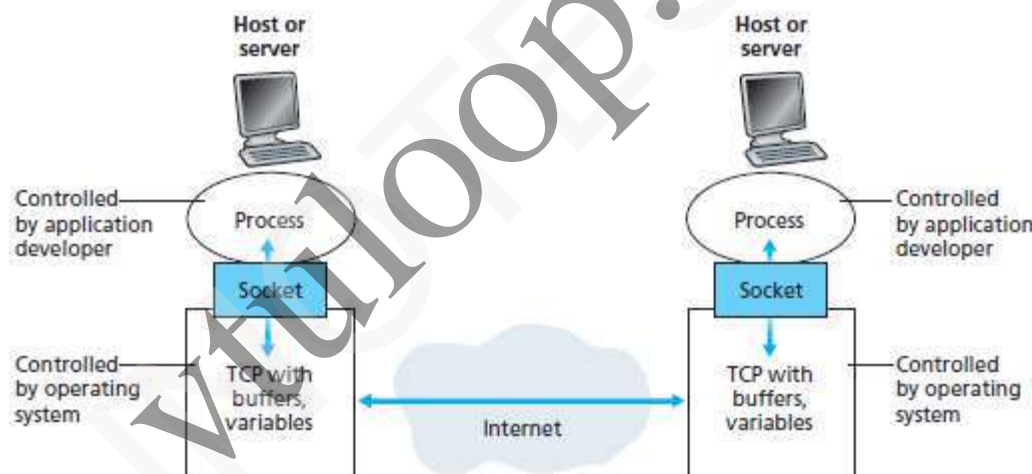 Host or
server
Host or
server
Controlled
by application
developer
Process
Process
Controlled
by application
developer
Socket
Socket
Controlled
by operating
system
TCP with
buffers,
variables
Internet
TCP with
buffers,
variables
Controlled
by operating
system
vtuloop.